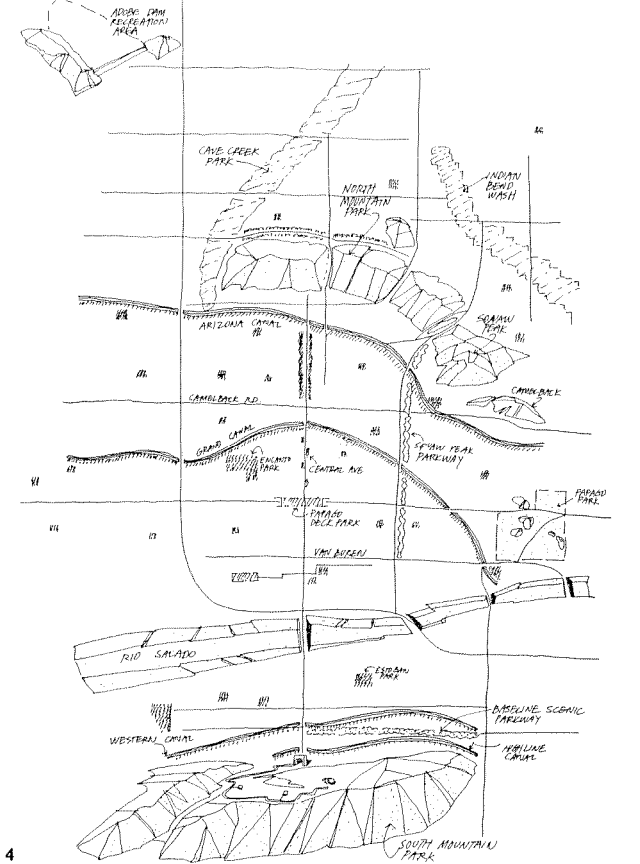 ADOBE DAM
RECREATION
AREA
CAVE CREEK
PARK
NORTH
MOUNTAIN
PARK
INDIAN
BEND
WASH
ARIZONA CANAL
SQUAW
PEAK
CAMELBACK RD
CAMELBACK
GRAND CANAL
ENCANTO
PARK
CENTRAL AVE
SQUAW PEAK
PARKWAY
PAPAGO
DECK PARK
PAPAGO
PARK
VAN BUREN
RIO SALADO
ESTEBAN
PARK
BASELINE SCENIC
PARKWAY
WESTERN CANAL
HIGHLINE
CANAL
SOUTH MOUNTAIN
PARK
4